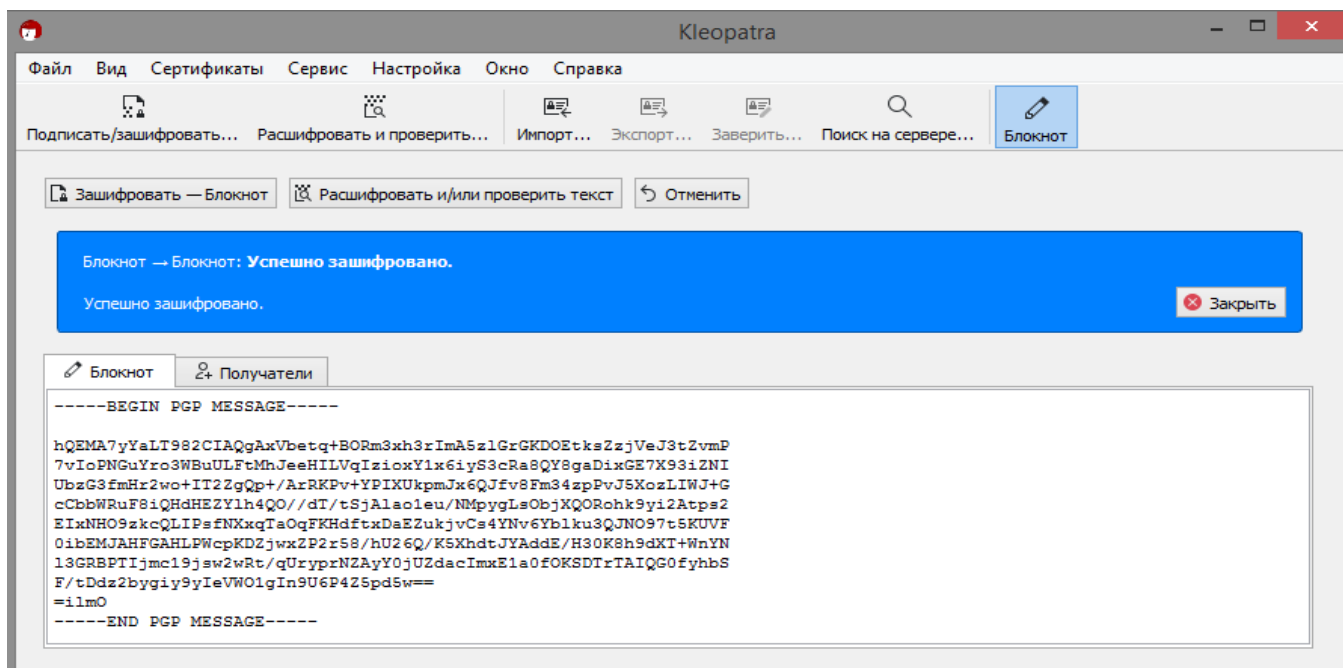 Kleopatra
Файл Вид Сертификаты Сервис Настройка Окно Справка
Подписать/зашифровать... Расшифровать и проверить... Импорт... Экспорт... Заверить... Поиск на сервере... Блокнот
Зашифровать — Блокнот Расшифровать и/или проверить текст Отменить
Блокнот → Блокнот: Успешно зашифровано.
Успешно зашифровано.
Закрыть
Блокнот Получатели
-----BEGIN PGP MESSAGE-----
hQEMA7yYaLT982CIAQgAxVbetq+BORm3xh3rImA5zlGrGKDOEtksZzjVeJ3tZvmP
7vIoPNGuYro3WBuULFtMhJeeHILVqIzioxY1x6iyS3cRa8QY8gaDixGE7X93iZNI
UbzG3fmHr2wo+IT2ZgQp+/ArRKPv+YPIXUkpmJx6QJfv8Fm34zpPvJ5XozLIWJ+G
cCbbWRuF8iQHdHEZYlh4QO//dT/tSjAlao1eu/NMpygLsObjXQORohk9yi2Atps2
EIxNHO9zkcQLIPsfNXxqTaOqFKHdftxDaEZukjvCs4YNv6Yblku3QJNO97t5KUVF
0ibEMJAHFGAHLPWcpKDZjwxZP2r58/hU26Q/K5XhdtJYAddE/H30K8h9dXT+WnYN
l3GRBPTIjmc19jsw2wRt/qUryprNZAyY0jUZdacImxE1a0fOKSDTrTAIQG0fyhbS
F/tDdz2bygiy9yIeVWO1gIn9U6P4Z5pd5w==
=ilmO
-----END PGP MESSAGE-----